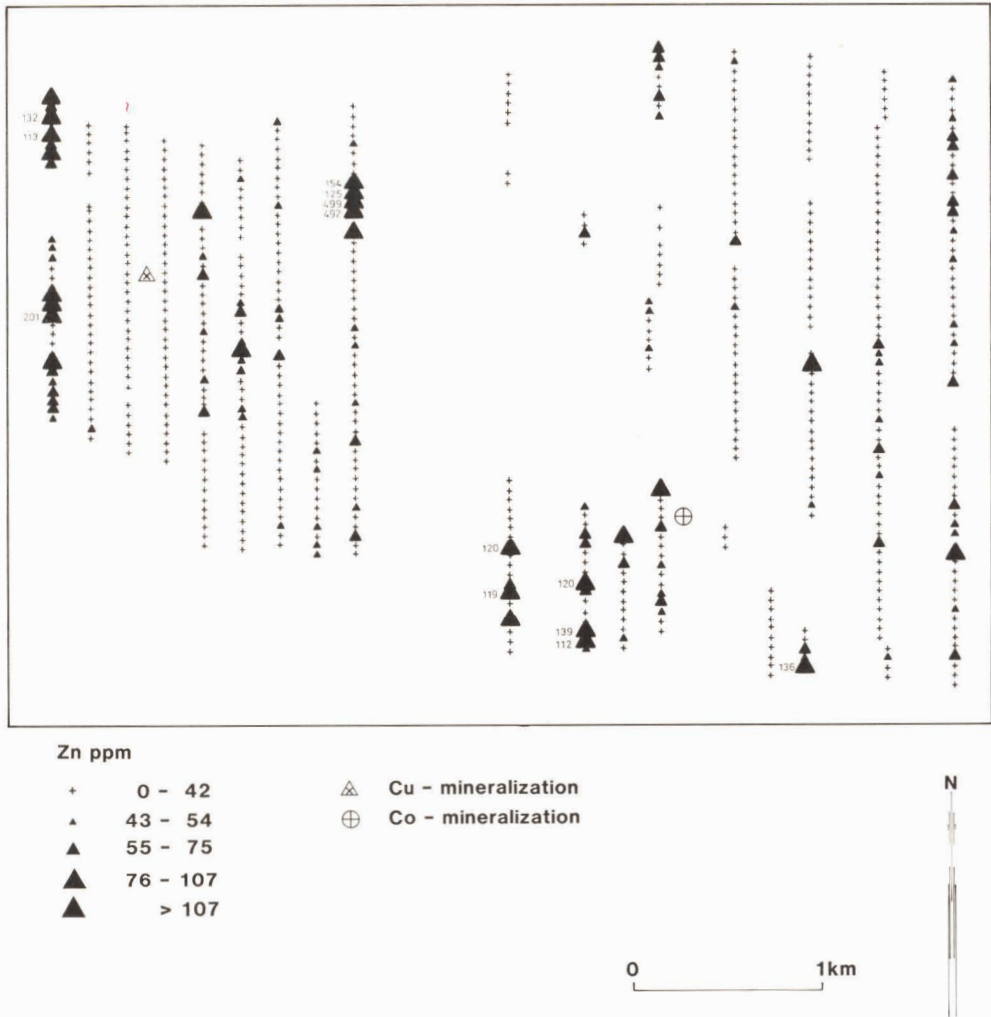 132
113
154
125
499
492
201
120
119
120
139
112
136
Zn ppm
+ 0 - 42
43 - 54
55 - 75
76 - 107
> 107
Cu - mineralization
Co - mineralization
N
0 1km